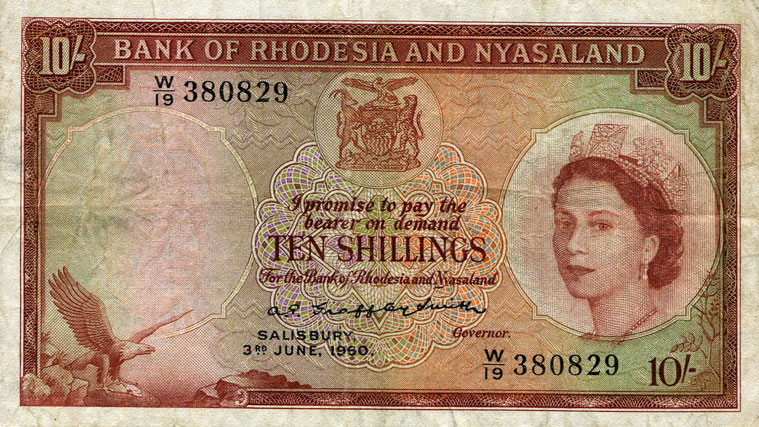 10/- BANK OF RHODESIA AND NYASALAND 10/-
W/19 380829
I promise to pay the
bearer on demand
TEN SHILLINGS
For the Bank of Rhodesia and Nyasaland
SALISBURY,
Governor.
3RD JUNE, 1960.
W/19 380829
10/-